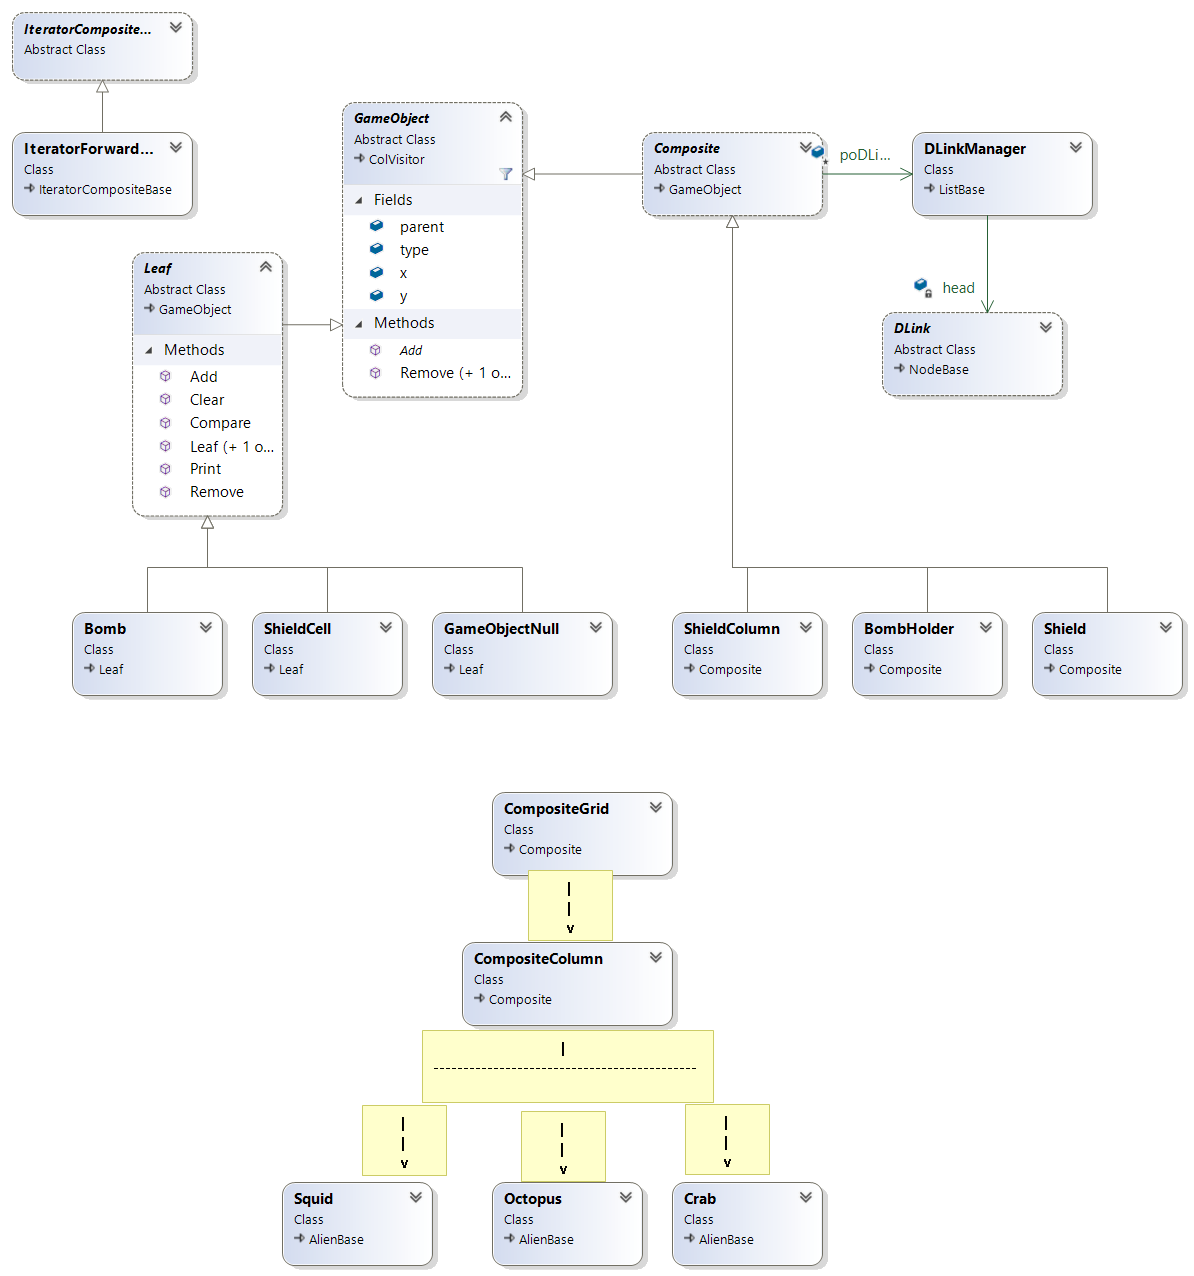 IteratorComposite...
Abstract Class
IteratorForward...
Class
IteratorCompositeBase
GameObject
Abstract Class
ColVisitor
Fields
parent
type
x
y
Methods
Add
Remove (+ 1 o...
Composite
Abstract Class
GameObject
poDLi...
DLinkManager
Class
ListBase
head
DLink
Abstract Class
NodeBase
Leaf
Abstract Class
GameObject
Methods
Add
Clear
Compare
Leaf (+ 1 o...
Print
Remove
Bomb
Class
Leaf
ShieldCell
Class
Leaf
GameObjectNull
Class
Leaf
ShieldColumn
Class
Composite
BombHolder
Class
Composite
Shield
Class
Composite
CompositeGrid
Class
Composite
|
|
v
CompositeColumn
Class
Composite
|
--------------------------------------------
|
|
v
|
|
v
|
|
v
Squid
Class
AlienBase
Octopus
Class
AlienBase
Crab
Class
AlienBase